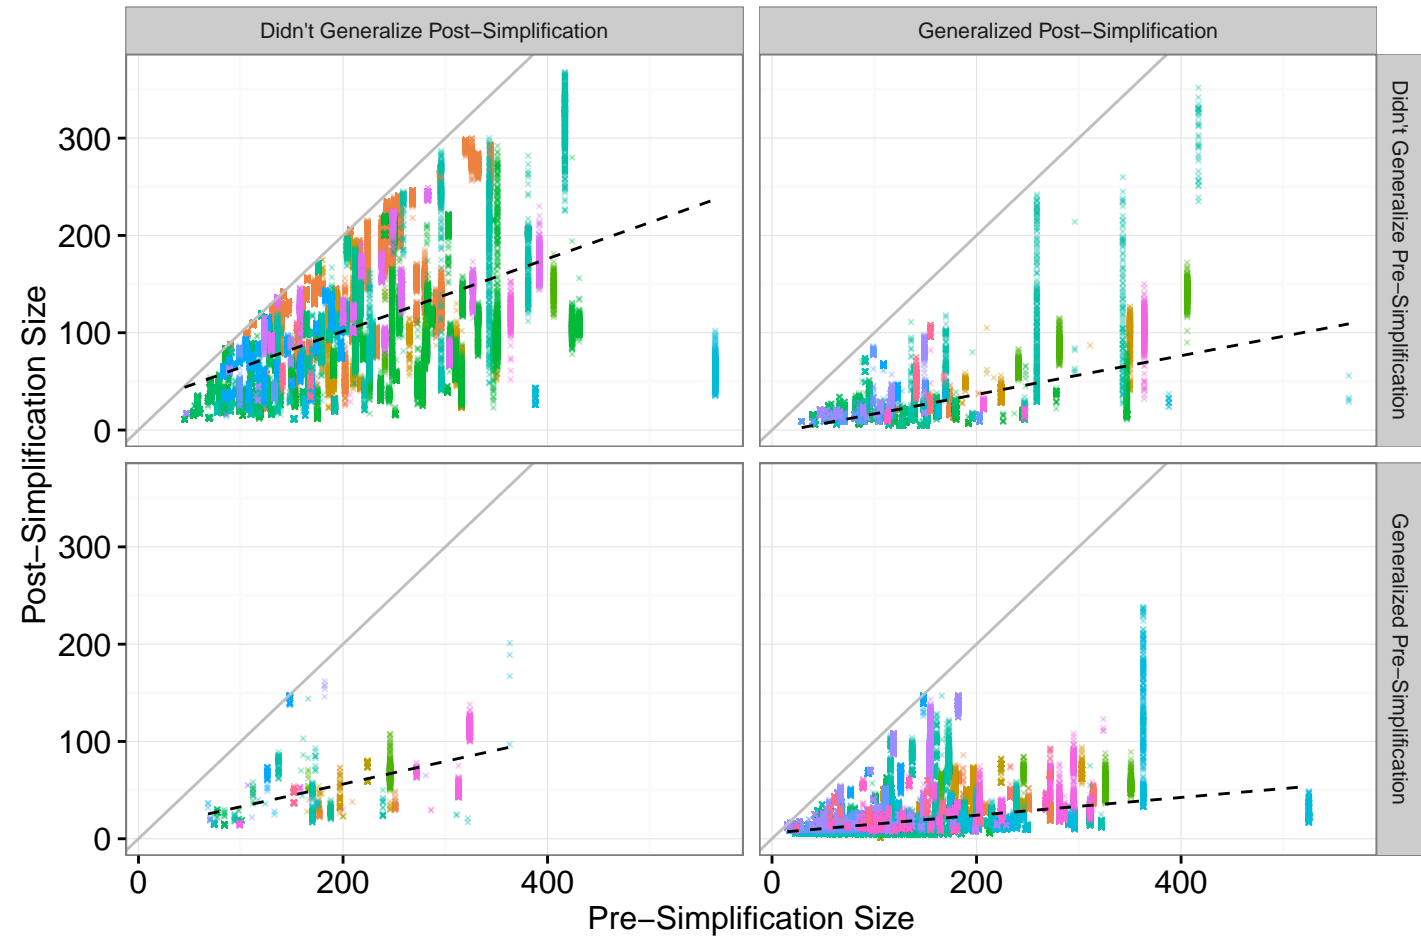 Didn't Generalize Post−Simplification
Generalized Post−Simplification
Didn't Generalize Pre−Simplification
Generalized Pre−Simplification
Post−Simplification Size
300
200
100
0
300
200
100
0
0
200
400
0
200
400
Pre−Simplification Size